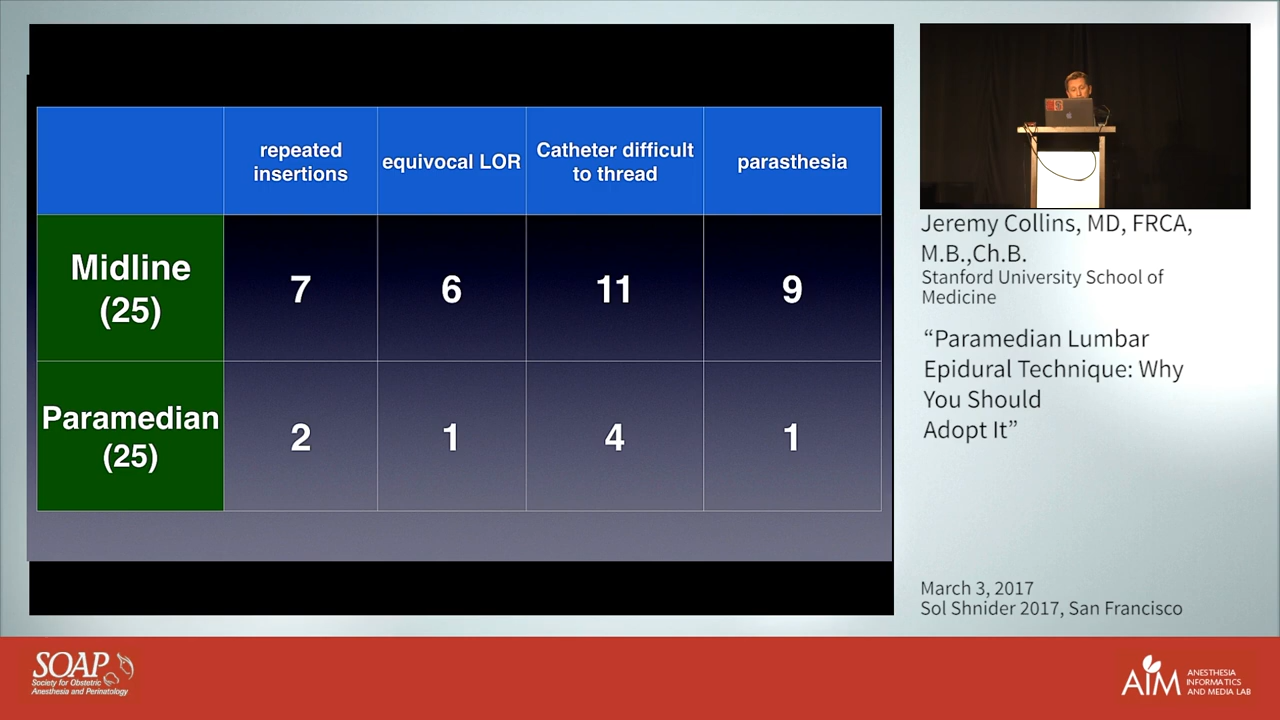 repeated
insertions
equivocal LOR
Catheter difficult
to thread
parasthesia
Midline
(25)
7
6
11
9
Paramedian
(25)
2
1
4
1
Jeremy Collins, MD, FRCA,
M.B.,Ch.B.
Stanford University School of
Medicine
“Paramedian Lumbar
Epidural Technique: Why
You Should
Adopt It”
March 3, 2017
Sol Shnider 2017, San Francisco
SOAP
Society for Obstetric
Anesthesia and Perinatology
AIM
ANESTHESIA
INFORMATICS
AND MEDIA LAB